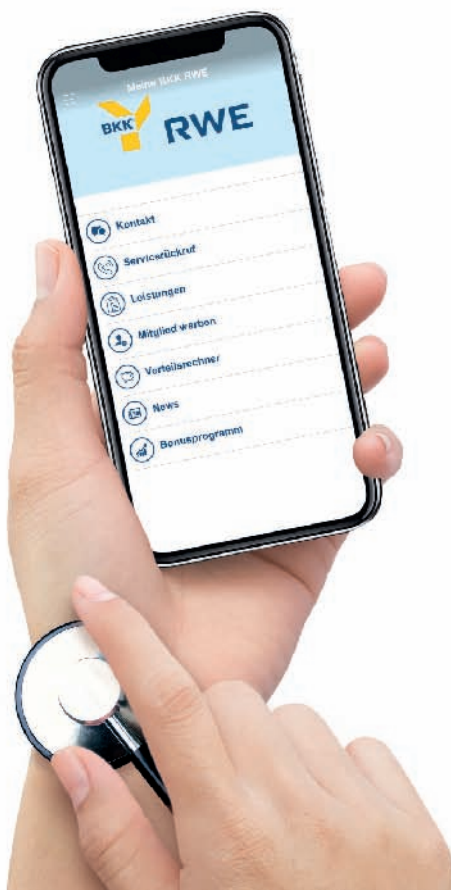 Meine BKK RWE
BKK RWE
Kontakt
Servicerückruf
Leistungen
Mitglied werben
Vorteilsrechner
News
Bonusprogramm